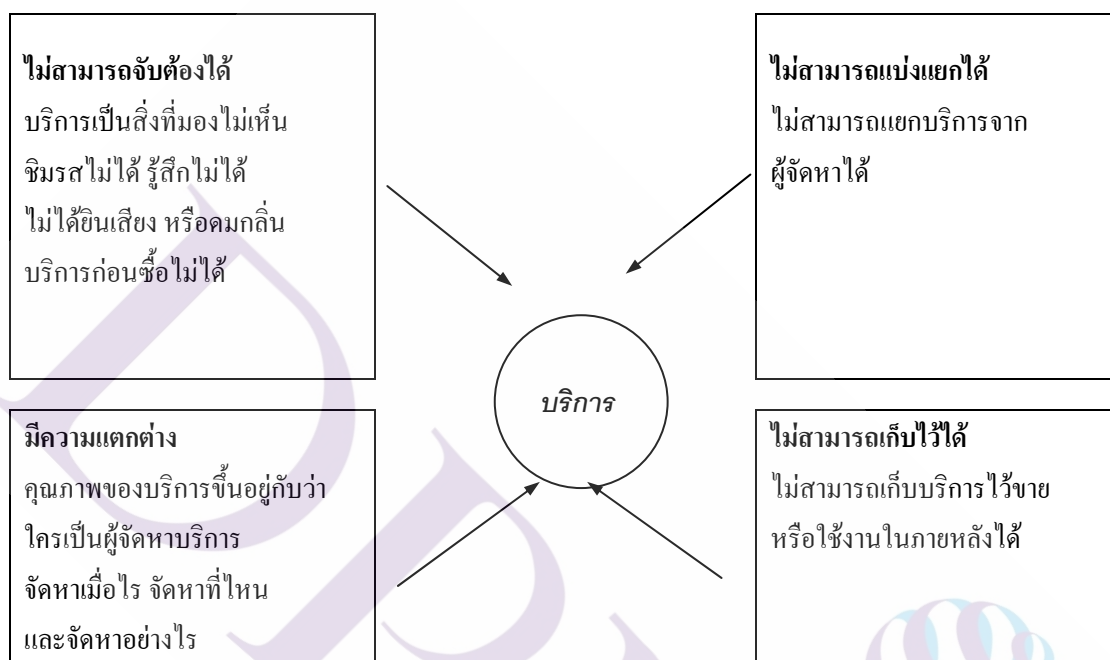 ไม่สามารถจับต้องได้
บริการเป็นสิ่งที่มองไม่เห็น
ชิมรสไม่ได้ รู้สึกไม่ได้
ไม่ได้ยินเสียง หรือดมกลิ่น
บริการก่อนซื้อไม่ได้
ไม่สามารถแบ่งแยกได้
ไม่สามารถแยกบริการจาก
ผู้จัดหาได้
บริการ
มีความแตกต่าง
คุณภาพของบริการขึ้นอยู่กับว่า
ใครเป็นผู้จัดหาบริการ
จัดหาเมื่อไร จัดหาที่ไหน
และจัดหาอย่างไร
ไม่สามารถเก็บไว้ได้
ไม่สามารถเก็บบริการไว้ขาย
หรือใช้งานในภายหลังได้